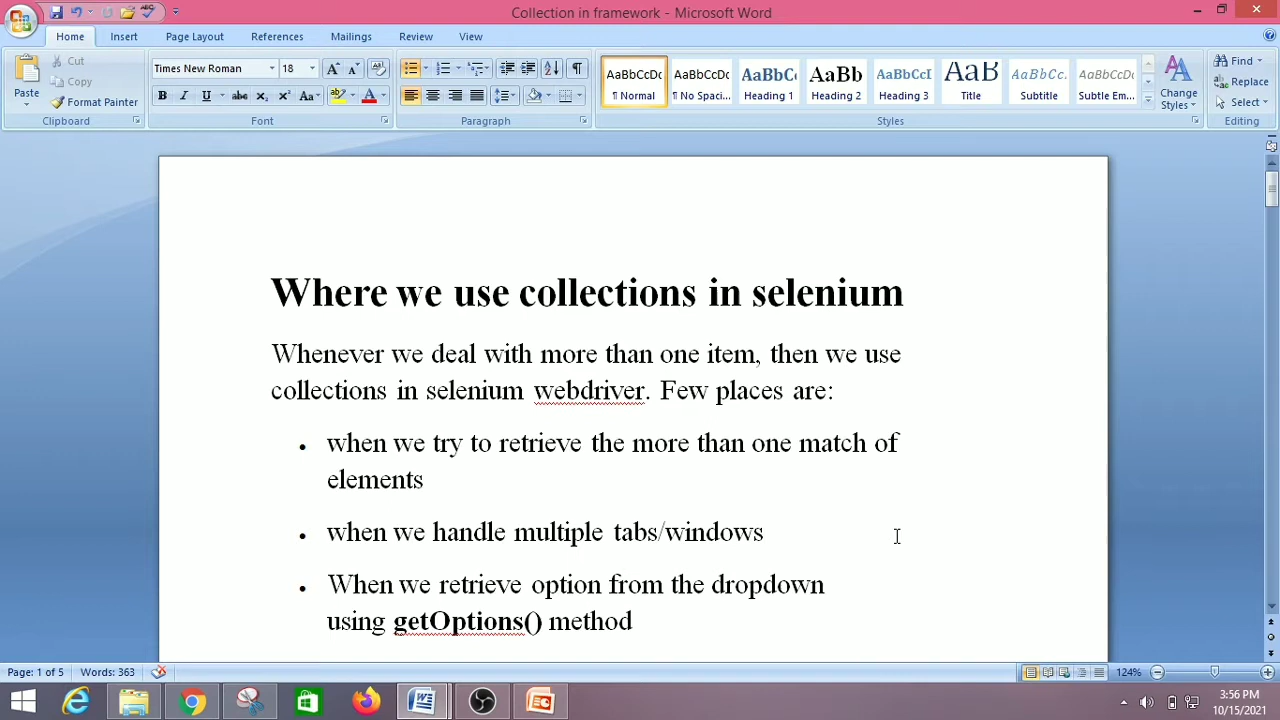 Collection in framework - Microsoft Word
Home Insert Page Layout References Mailings Review View
Paste
Cut
Copy
Format Painter
Clipboard
Times New Roman 18
Font
Paragraph
AaBbCcDc AaBbCcDc AaBbC AaBb AaBbCcI AaB AaBbCc. AaBbCcDc
¶ Normal ¶ No Spaci... Heading 1 Heading 2 Heading 3 Title Subtitle Subtle Em...
Styles
Change
Styles
Find
Replace
Select
Editing
Where we use collections in selenium
Whenever we deal with more than one item, then we use
collections in selenium webdriver. Few places are:
• when we try to retrieve the more than one match of
elements
• when we handle multiple tabs/windows
• When we retrieve option from the dropdown
using getOptions() method
Page: 1 of 5 Words: 363
124%
3:56 PM
10/15/2021